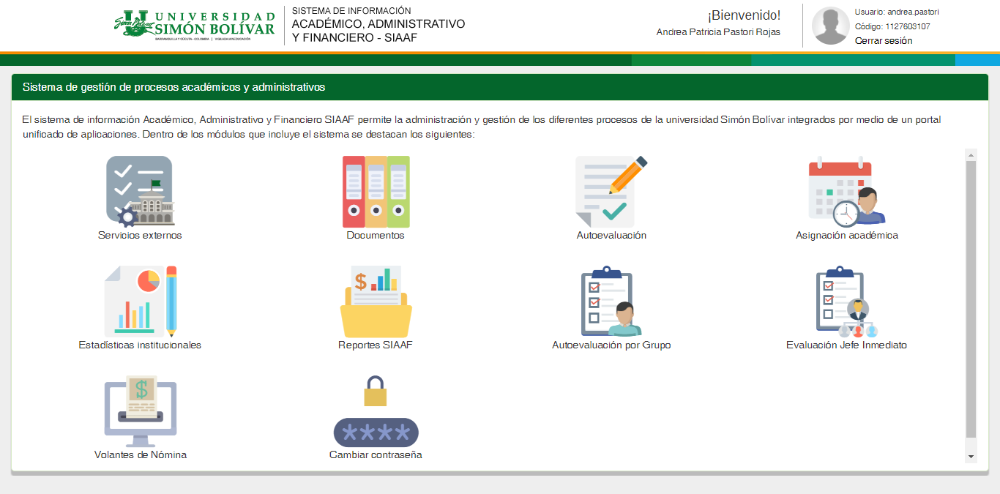 UNIVERSIDAD
SIMÓN BOLÍVAR
BARRANQUILLA Y CÚCUTA - COLOMBIA | VIGILADA MINEDUCACIÓN
SISTEMA DE INFORMACIÓN
ACADÉMICO, ADMINISTRATIVO
Y FINANCIERO - SIAAF
¡Bienvenido!
Andrea Patricia Pastori Rojas
Usuario: andrea.pastori
Código: 1127603107
Cerrar sesión
Sistema de gestión de procesos académicos y administrativos
El sistema de información Académico, Administrativo y Financiero SIAAF permite la administración y gestión de los diferentes procesos de la universidad Simón Bolívar integrados por medio de un portal
unificado de aplicaciones. Dentro de los módulos que incluye el sistema se destacan los siguientes:
Servicios externos
Documentos
Autoevaluación
Asignación académica
$
Estadísticas institucionales
Reportes SIAAF
Autoevaluación por Grupo
Evaluación Jefe Inmediato
$
****
Volantes de Nómina
Cambiar contraseña